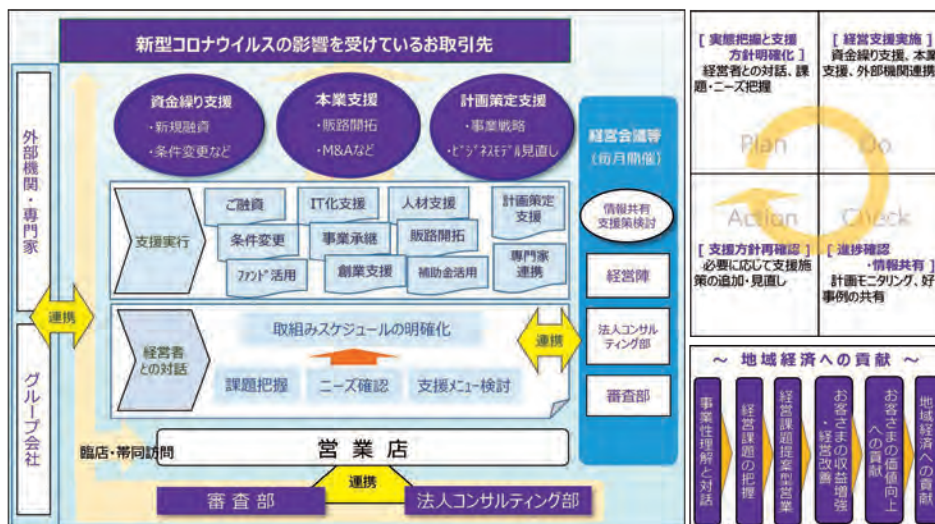 新型コロナウイルスの影響を受けているお取引先
外部機関・専門家
連携
グループ会社
資金繰り支援
・新規融資
・条件変更など
本業支援
・販路開拓
・M&Aなど
計画策定支援
・事業戦略
・ビジネスモデル見直し
支援実行
ご融資
IT化支援
人材支援
計画策定
支援
条件変更
事業承継
販路開拓
ファンド活用
創業支援
補助金活用
専門家
連携
経営者
との対話
取組みスケジュールの明確化
課題把握
ニーズ確認
支援メニュー検討
連携
経営会議等
(毎月開催)
情報共有
支援策検討
経営陣
法人コンサル
ティング部
審査部
臨店・帯同訪問
営業店
連携
審査部
法人コンサルティング部
[ 実態把握と支援
方針明確化 ]
経営者との対話、課
題・ニーズ把握
Plan
[ 経営支援実施 ]
資金繰り支援、本業
支援、外部機関連携
Do
Action
[ 支援方針再確認 ]
必要に応じて支援施
策の追加・見直し
Check
[ 進捗確認
・情報共有 ]
計画モニタリング、好
事例の共有
~ 地域経済への貢献 ~
事業性理解と対話
経営課題の把握
経営課題提案型営業
お客さまの収益増強
・経営改善
お客さまの価値向上
への貢献
地域経済への貢献